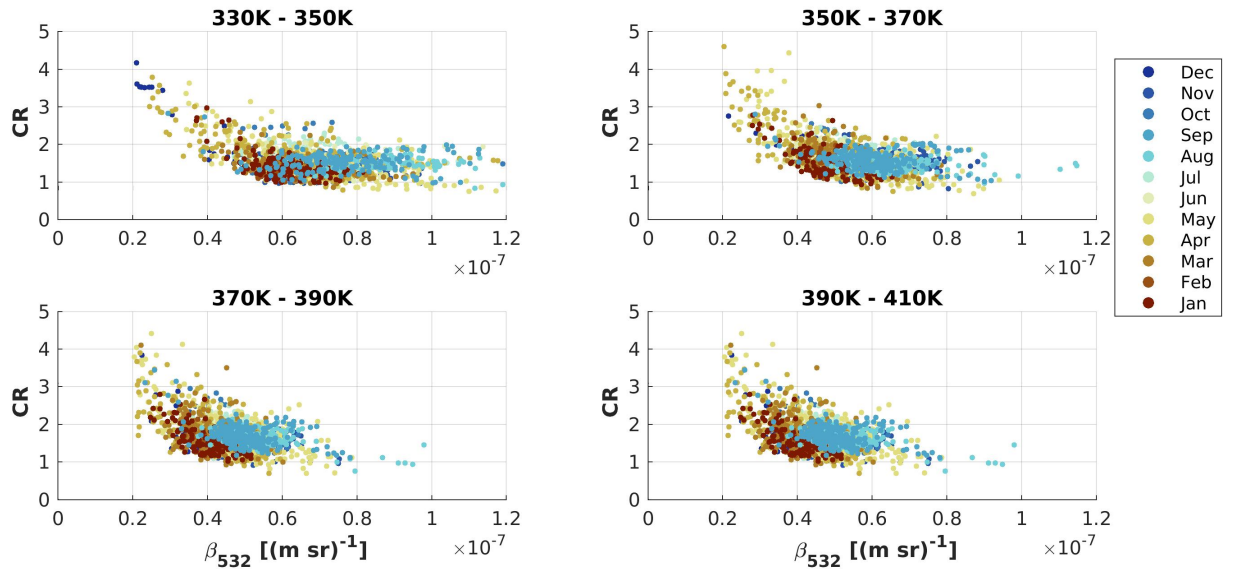 330K - 350K
5
4
3
2
1
0
CR
0
0.2
0.4
0.6
0.8
1
1.2
×10-7
350K - 370K
5
4
3
2
1
0
CR
0
0.2
0.4
0.6
0.8
1
1.2
×10-7
Dec
Nov
Oct
Sep
Aug
Jul
Jun
May
Apr
Mar
Feb
Jan
370K - 390K
5
4
3
2
1
0
CR
0
0.2
0.4
0.6
0.8
1
1.2
β532 [(m sr)-1]
×10-7
390K - 410K
5
4
3
2
1
0
CR
0
0.2
0.4
0.6
0.8
1
1.2
β532 [(m sr)-1]
×10-7